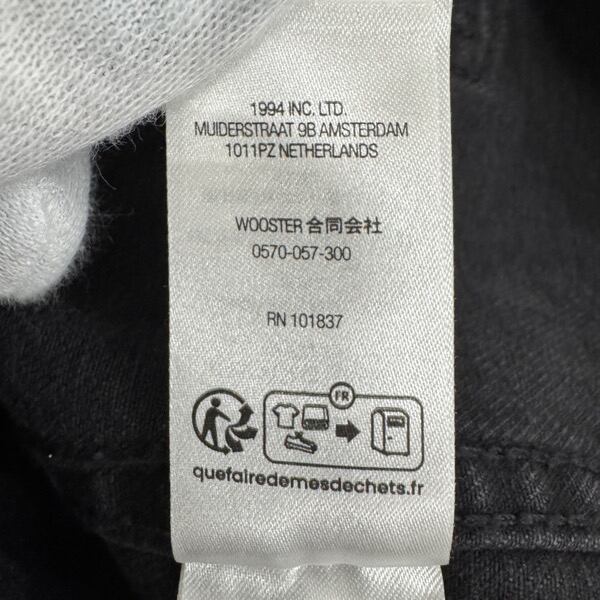 1994 INC. LTD.
MUIDERSTRAAT 9B AMSTERDAM
1011PZ NETHERLANDS
WOOSTER 合同会社
0570-057-300
RN 101837
FR
quefairedemesdechets.fr